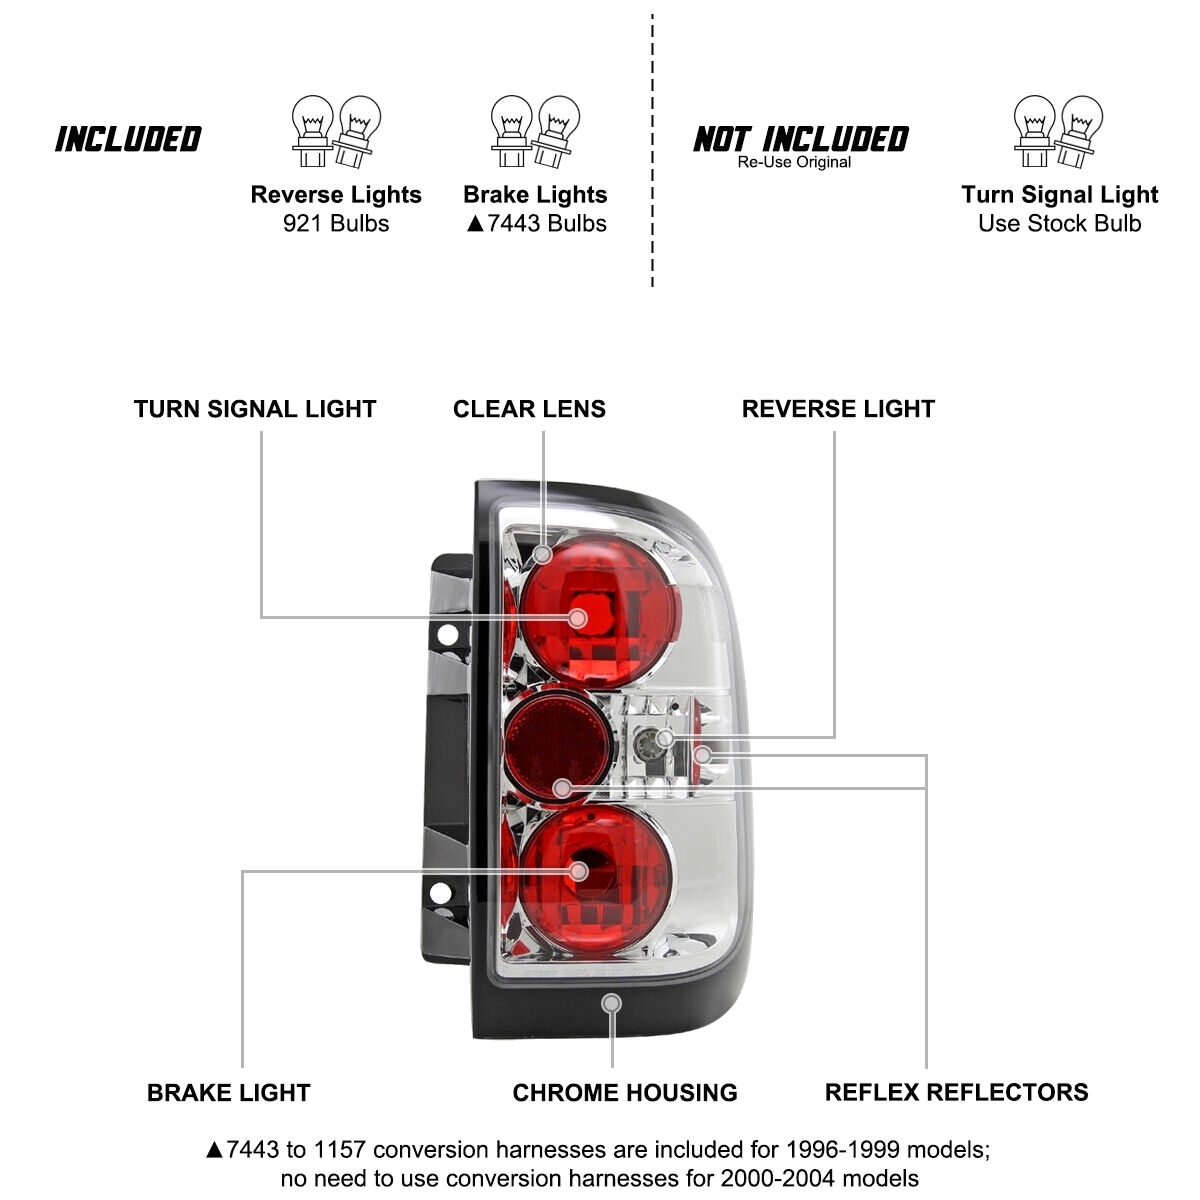 INCLUDED
Reverse Lights
921 Bulbs
Brake Lights
▲7443 Bulbs
NOT INCLUDED
Re-Use Original
Turn Signal Light
Use Stock Bulb
TURN SIGNAL LIGHT
CLEAR LENS
REVERSE LIGHT
BRAKE LIGHT
CHROME HOUSING
REFLEX REFLECTORS
▲7443 to 1157 conversion harnesses are included for 1996-1999 models;
no need to use conversion harnesses for 2000-2004 models